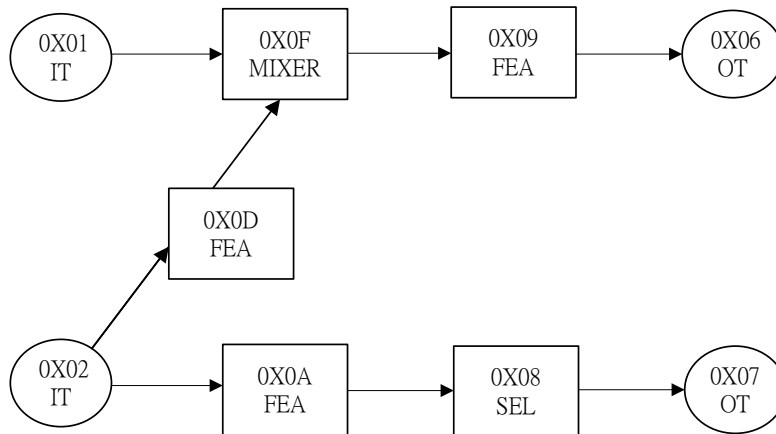 0X01
IT
0X0F
MIXER
0X09
FEA
0X06
OT
0X0D
FEA
0X02
IT
0X0A
FEA
0X08
SEL
0X07
OT